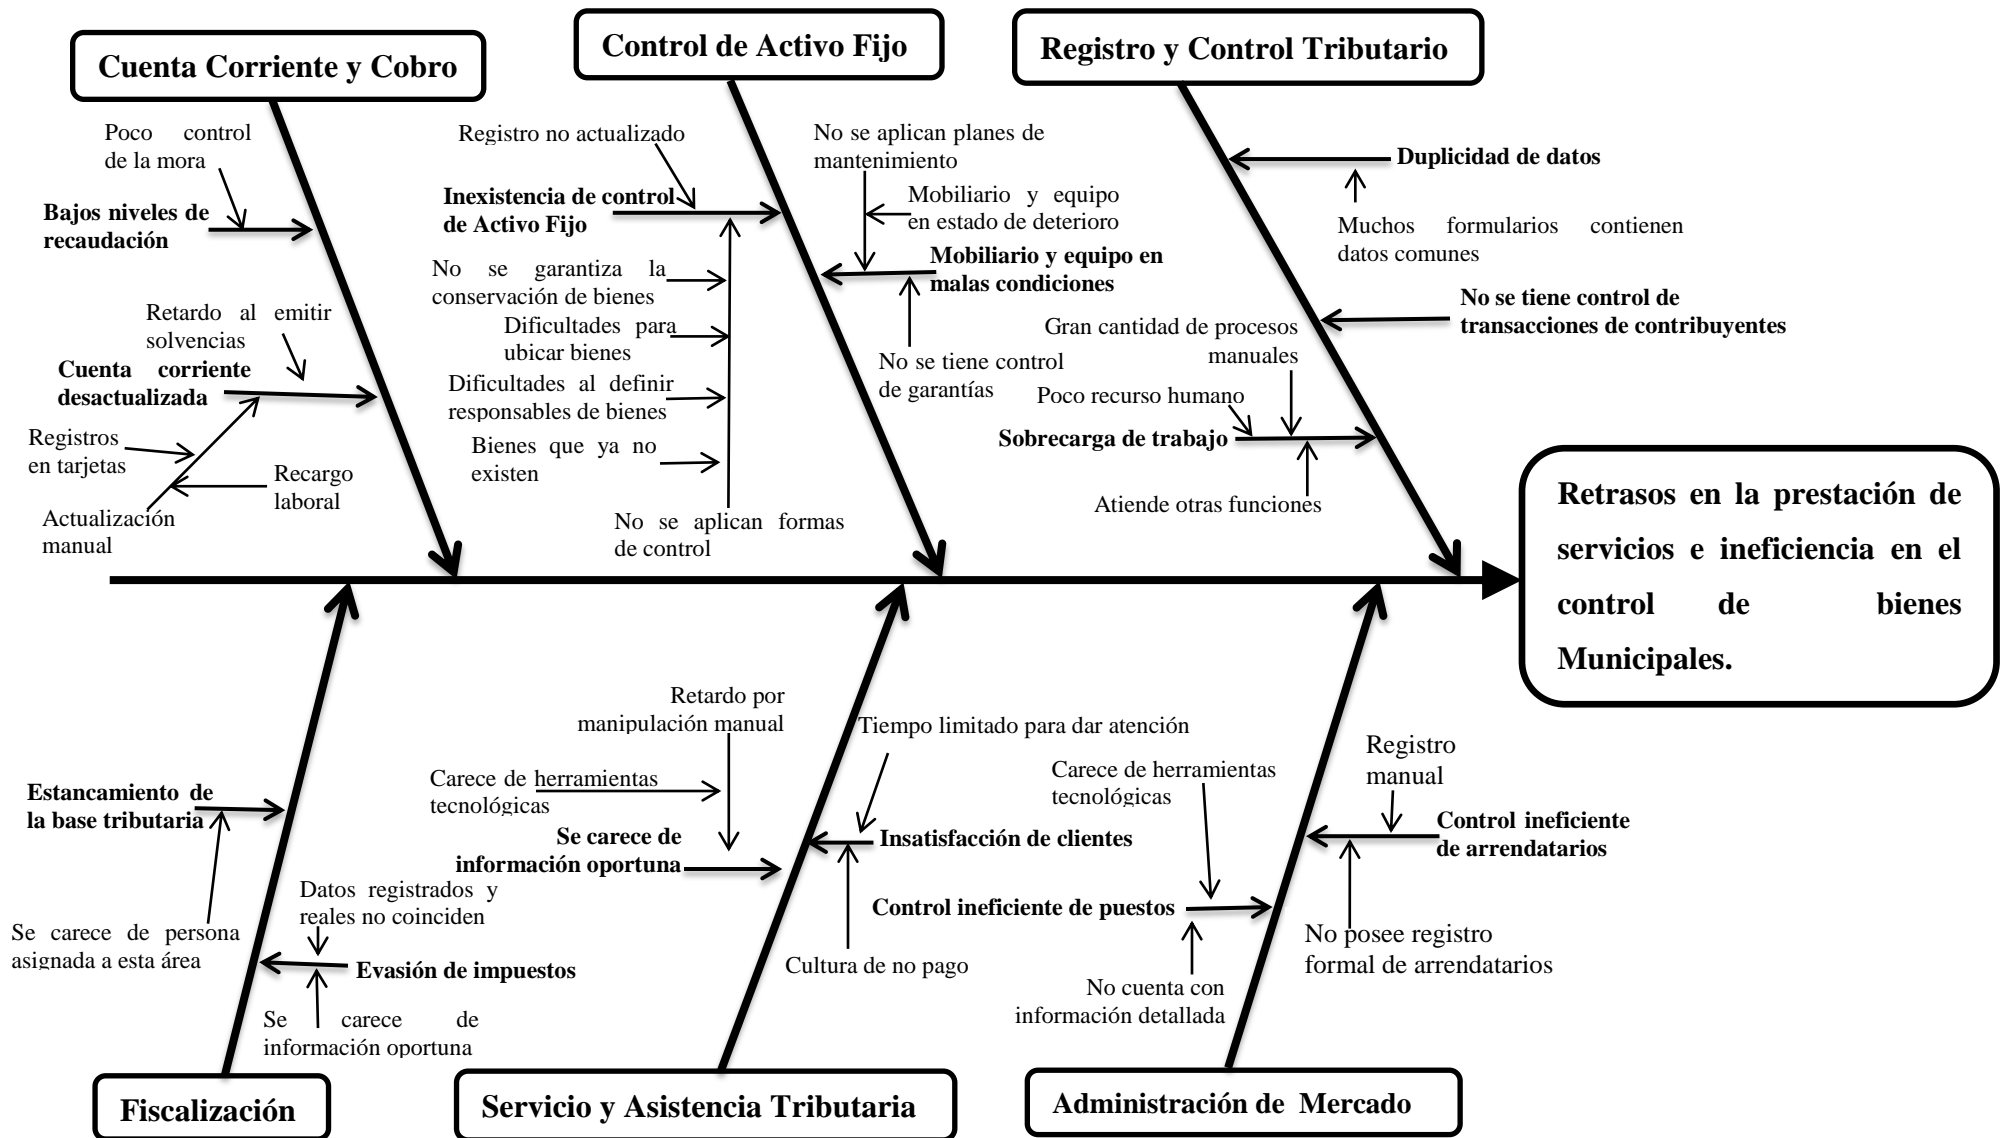 Cuenta Corriente y Cobro
Control de Activo Fijo
Registro y Control Tributario
Poco control
de la mora
Bajos niveles de
recaudación
Retardo al emitir
solvencias
Cuenta corriente
desactualizada
Registros
en tarjetas
Recargo
laboral
Actualización
manual
Registro no actualizado
Inexistencia de control
de Activo Fijo
No se garantiza la
conservación de bienes
Dificultades para
ubicar bienes
Dificultades al definir
responsables de bienes
Bienes que ya no
existen
No se aplican formas
de control
No se aplican planes de
mantenimiento
Mobiliario y equipo
en estado de deterioro
Mobiliario y equipo en
malas condiciones
No se tiene control
de garantías
Duplicidad de datos
Muchos formularios contienen
datos comunes
No se tiene control de
transacciones de contribuyentes
Gran cantidad de procesos
manuales
Poco recurso humano
Sobrecarga de trabajo
Atiende otras funciones
Retrasos en la prestación de
servicios e ineficiencia en el
control de bienes
Municipales.
Estancamiento de
la base tributaria
Se carece de persona
asignada a esta área
Datos registrados y
reales no coinciden
Evasión de impuestos
Se carece de
información oportuna
Retardo por
manipulación manual
Carece de herramientas
tecnológicas
Se carece de
información oportuna
Tiempo limitado para dar atención
Insatisfacción de clientes
Cultura de no pago
Carece de herramientas
tecnológicas
Control ineficiente de puestos
No cuenta con
información detallada
Registro
manual
Control ineficiente
de arrendatarios
No posee registro
formal de arrendatarios
Fiscalización
Servicio y Asistencia Tributaria
Administración de Mercado